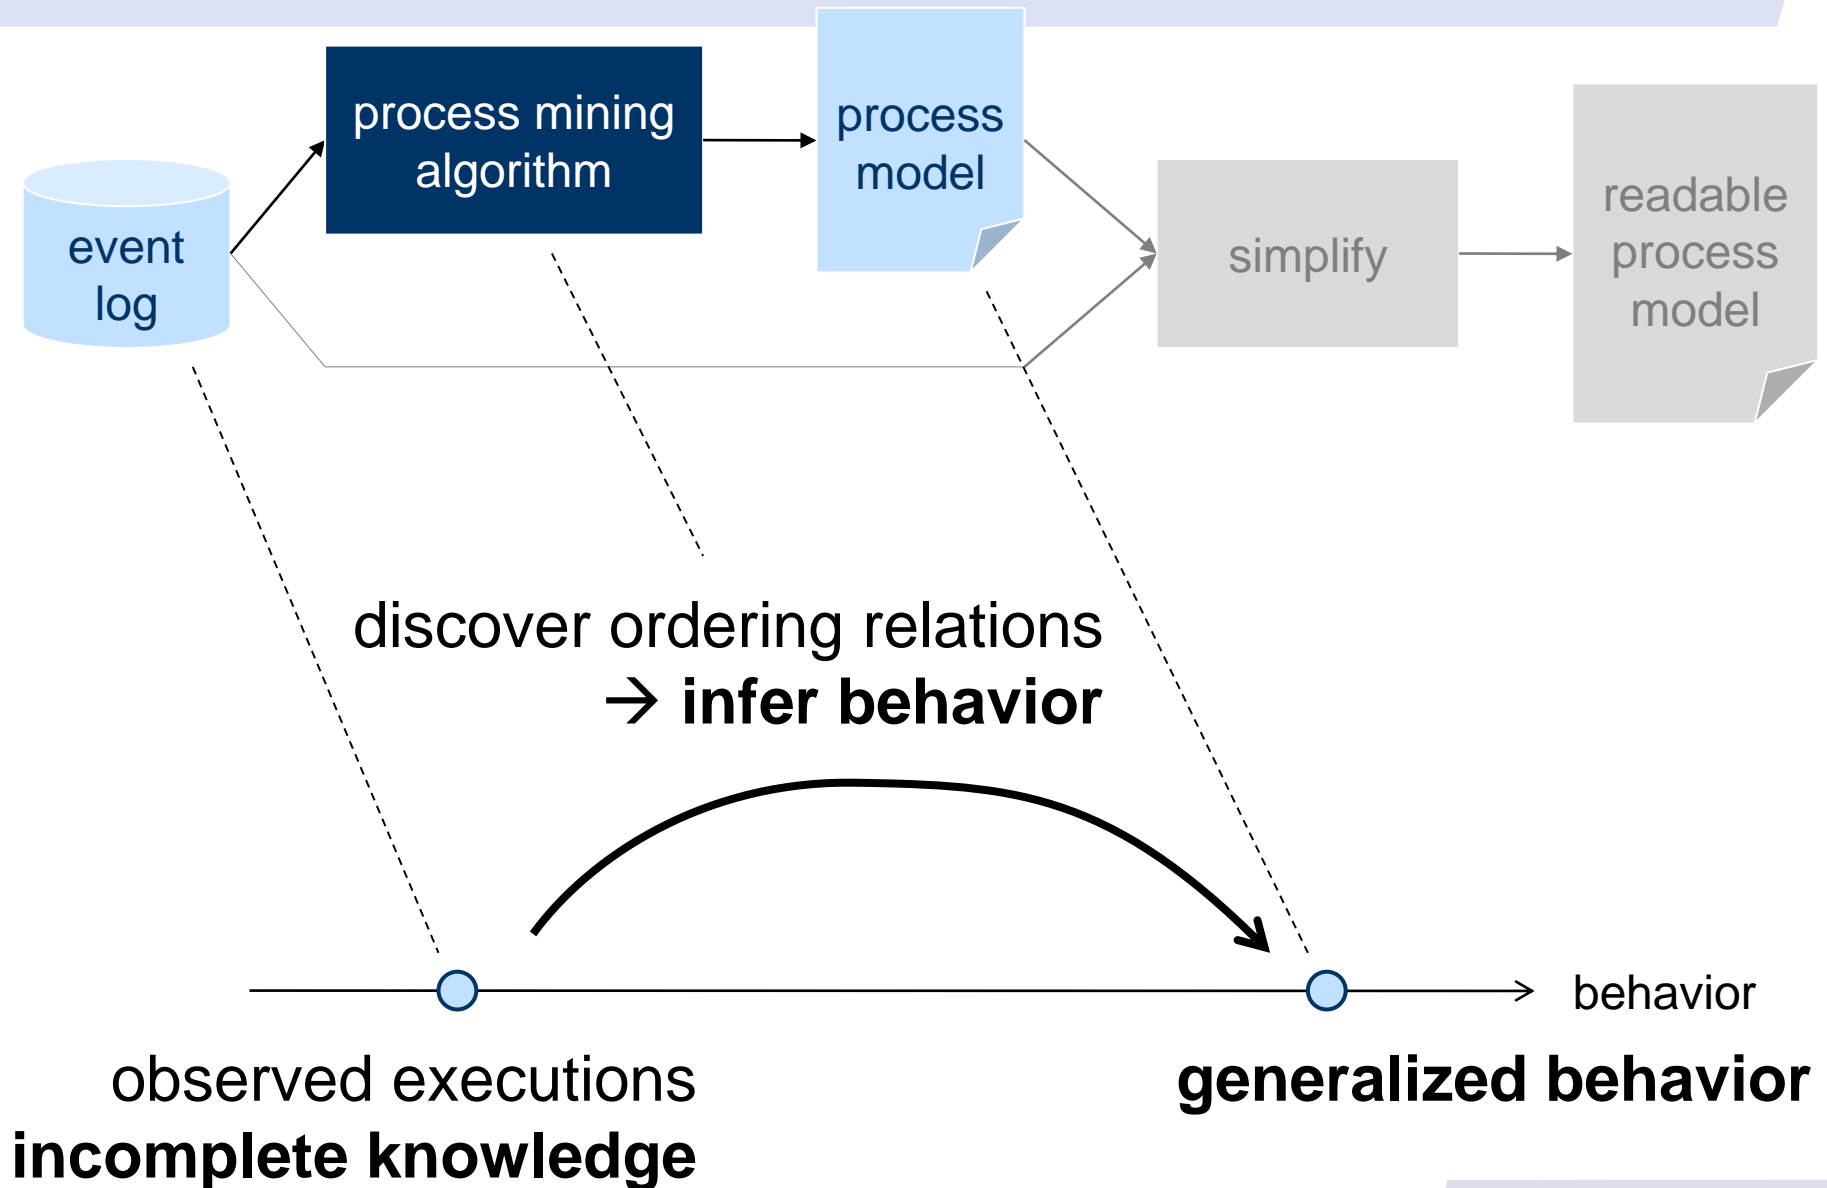 process mining
algorithm
process
model
event
log
simplify
readable
process
model
discover ordering relations
→ infer behavior
behavior
observed executions
incomplete knowledge
generalized behavior